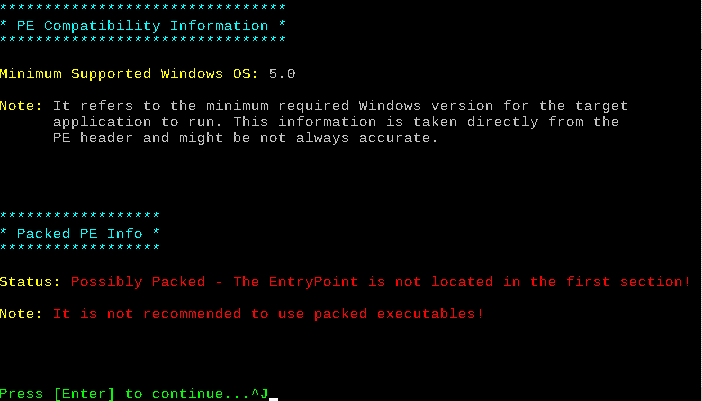 ********************************
* PE Compatibility Information *
********************************
Minimum Supported Windows OS: 5.0
Note: It refers to the minimum required Windows version for the target
application to run. This information is taken directly from the
PE header and might be not always accurate.
******************
* Packed PE Info *
******************
Status: Possibly Packed - The EntryPoint is not located in the first section!
Note: It is not recommended to use packed executables!
Press [Enter] to continue...^J